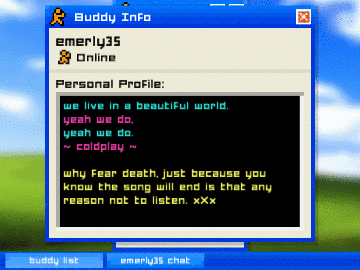 Buddy Info
emerly35
Online
Personal Profile:
we live in a beautiful world.
yeah we do,
yeah we do.
~ coldplay ~
why fear death, just because you
know the song will end is that any
reason not to listen. xXx
buddy list
emerly35 chat